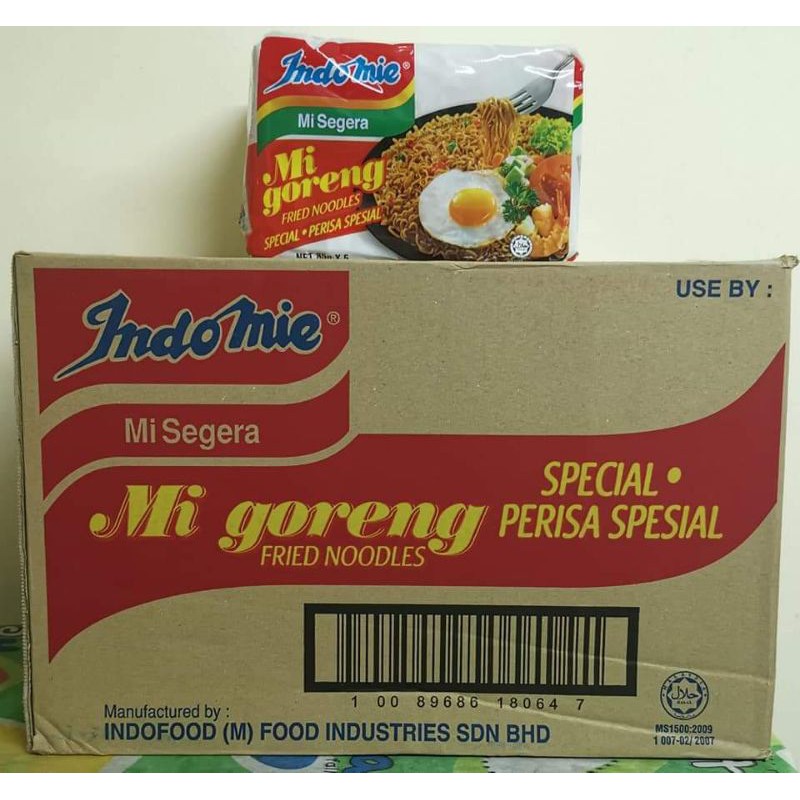 Indomie®
Mi Segera
Mi
goreng
FRIED NOODLES
SPECIAL • PERISA SPESIAL
USE BY :
Indomie®
Mi Segera
Mi goreng
FRIED NOODLES
SPECIAL •
PERISA SPESIAL
1 00 89686 18064 7
Manufactured by :
INDOFOOD (M) FOOD INDUSTRIES SDN BHD
حلال
MS1500:2009
1 007-02/ 2007